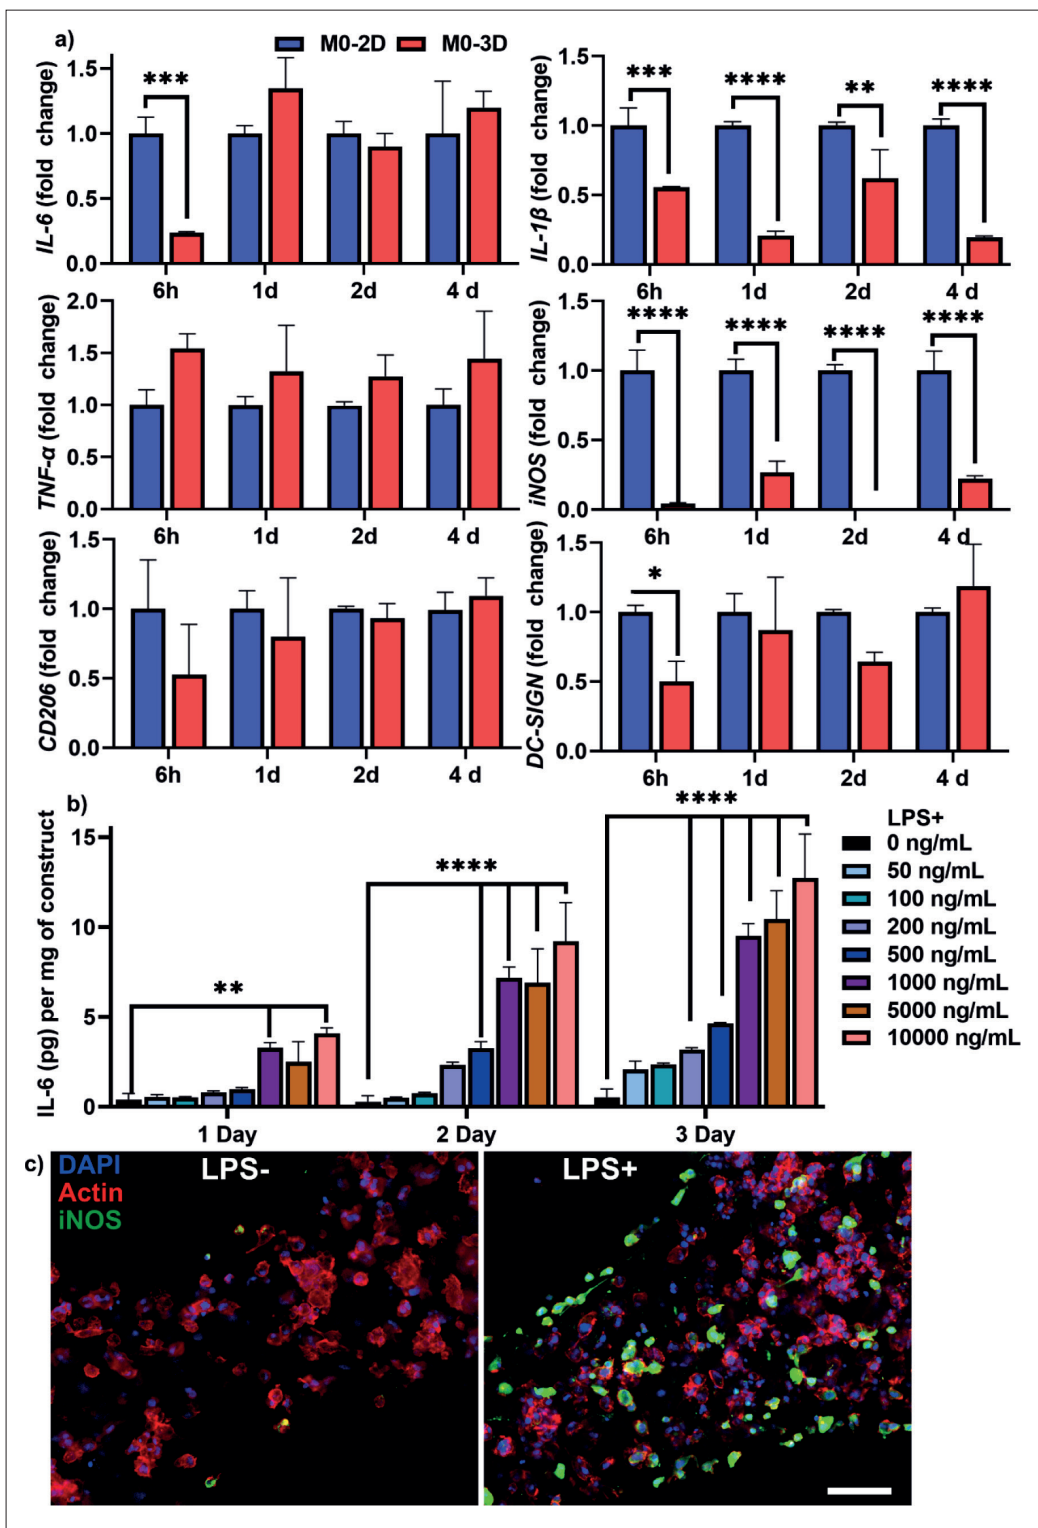 a)
M0-2D M0-3D
IL-6 (fold change)
1.5
1.0
0.5
0.0
***
6h 1d 2d 4 d
IL-1β (fold change)
1.5
1.0
0.5
0.0
*** **** ** ****
6h 1d 2d 4 d
TNF-α (fold change)
2.0
1.5
1.0
0.5
0.0
6h 1d 2d 4 d
iNOS (fold change)
1.5
1.0
0.5
0.0
**** **** **** ****
6h 1d 2d 4 d
CD206 (fold change)
1.5
1.0
0.5
0.0
6h 1d 2d 4 d
DC-SIGN (fold change)
1.5
1.0
0.5
0.0
*
6h 1d 2d 4 d
b)
IL-6 (pg) per mg of construct
15
10
5
0
** **** ****
1 Day 2 Day 3 Day
LPS+
0 ng/mL
50 ng/mL
100 ng/mL
200 ng/mL
500 ng/mL
1000 ng/mL
5000 ng/mL
10000 ng/mL
c)
DAPI
Actin
iNOS
LPS-
LPS+